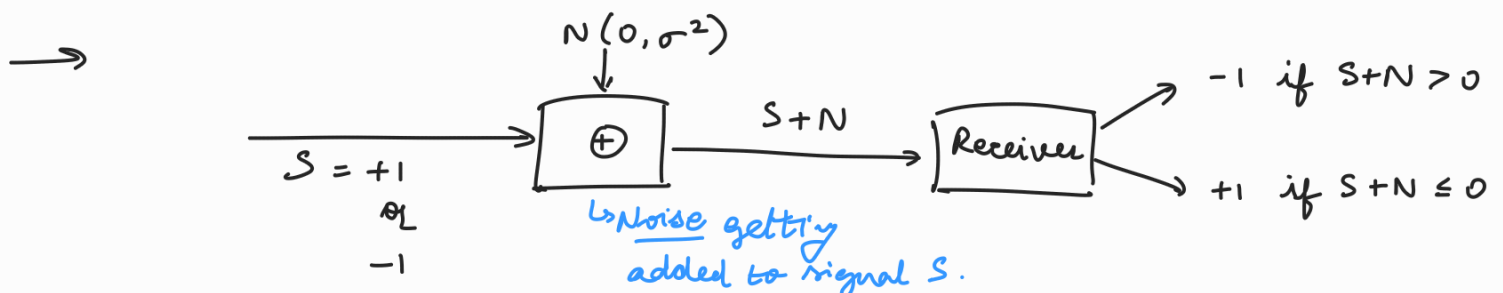 N(0, σ²)
S = +1
or
-1
⊕
↳Noise getting
added to signal S.
S+N
Receiver
-1 if S+N > 0
+1 if S+N ≤ 0